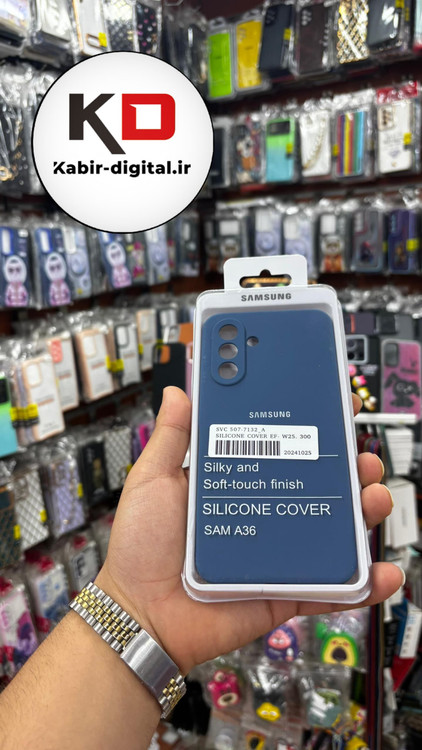 KD
Kabir-digital.ir
SAMSUNG
SAMSUNG
SVC 507-7132_A
SILICONE COVER:EF- W25. 300
20241025
Silky and
Soft-touch finish
SILICONE COVER
SAM A36